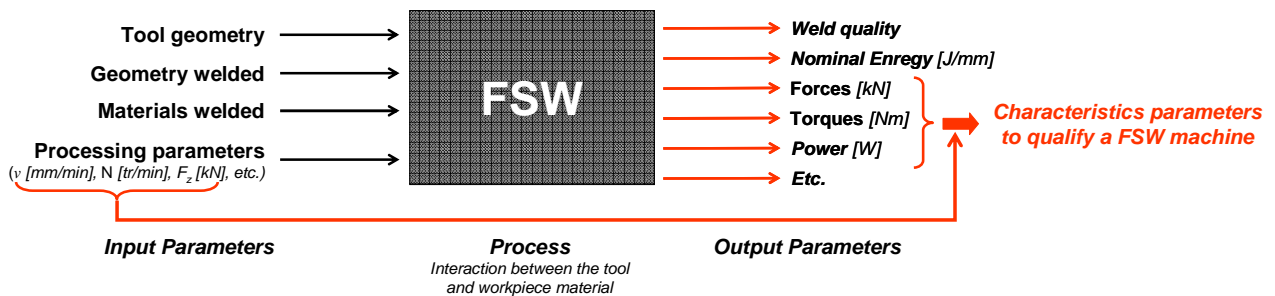 Tool geometry
Geometry welded
Materials welded
Processing parameters
(v [mm/min], N [tr/min], Fz [kN], etc.)
FSW
Weld quality
Nominal Enregy [J/mm]
Forces [kN]
Torques [Nm]
Power [W]
Etc.
Characteristics parameters
to qualify a FSW machine
Input Parameters
Process
Interaction between the tool
and workpiece material
Output Parameters